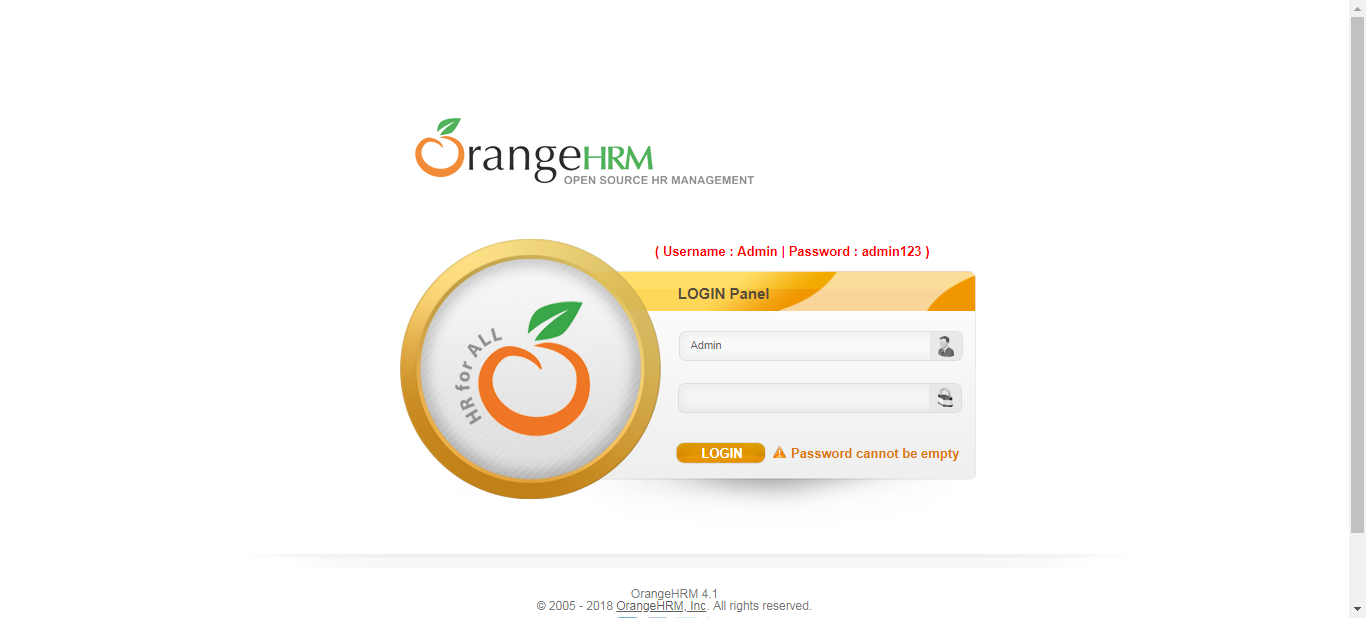 OrangeHRM
OPEN SOURCE HR MANAGEMENT
( Username : Admin | Password : admin123 )
LOGIN Panel
HR for ALL
Admin
LOGIN
Password cannot be empty
OrangeHRM 4.1
© 2005 - 2018 OrangeHRM, Inc. All rights reserved.